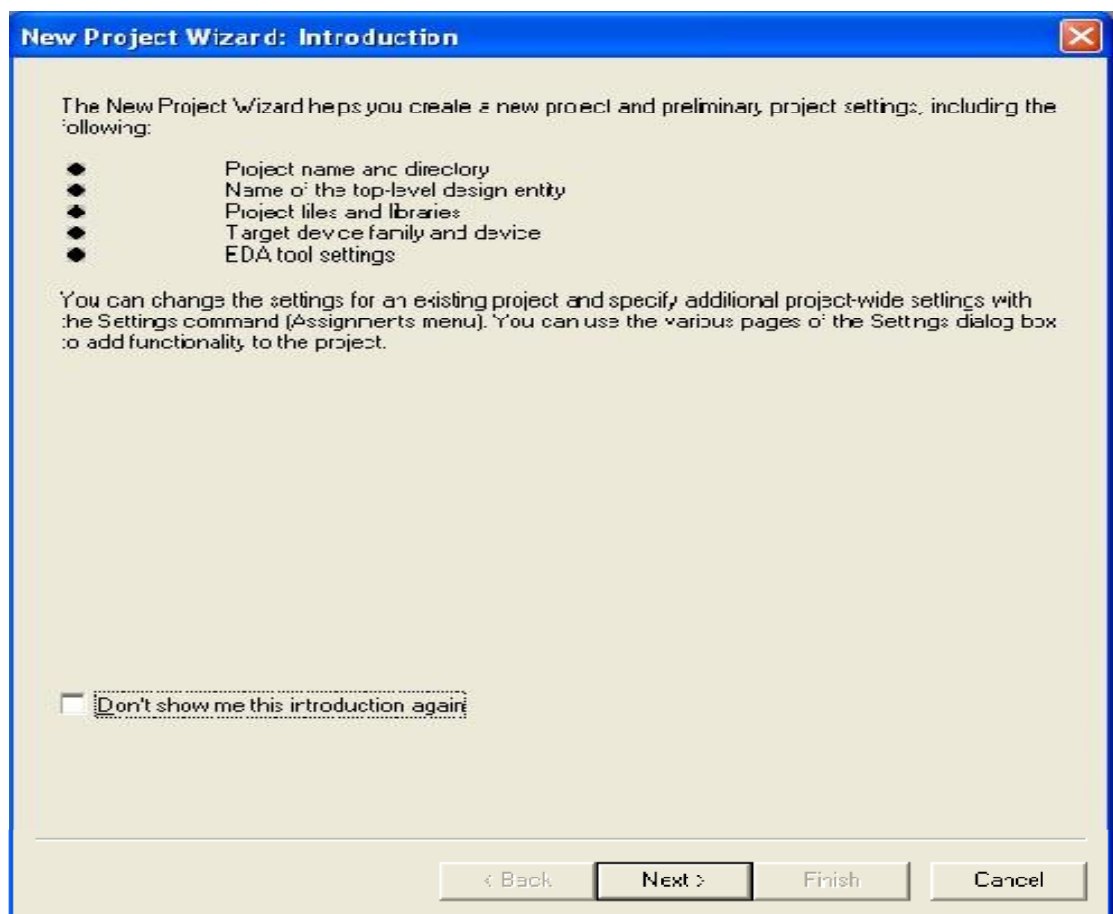 New Project Wizard: Introduction
The New Project Wizard helps you create a new project and preliminary project settings, including the
following:
Project name and directory
Name of the top-level design entity
Project files and libraries
Target device family and device
EDA tool settings
You can change the settings for an existing project and specify additional project-wide settings with
the Settings command (Assignments menu). You can use the various pages of the Settings dialog box
to add functionality to the project.
Don't show me this introduction again
< Back Next > Finish Cancel